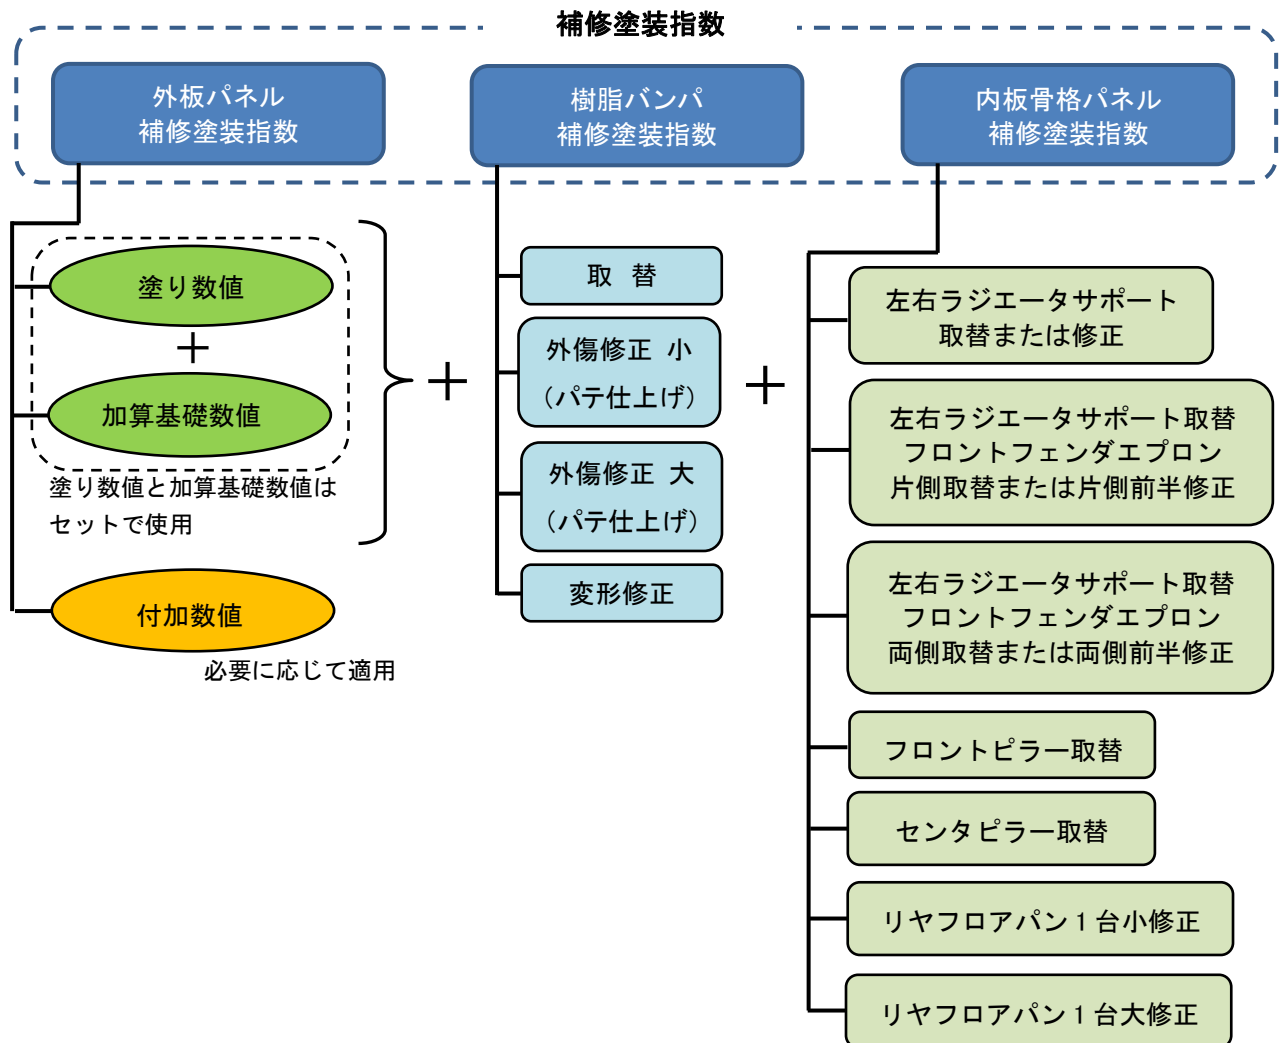 補修塗装指数
外板パネル
補修塗装指数
樹脂バンパ
補修塗装指数
内板骨格パネル
補修塗装指数
塗り数値
＋
加算基礎数値
塗り数値と加算基礎数値は
セットで使用
付加数値
必要に応じて適用
＋
取　替
外傷修正 小
（パテ仕上げ）
外傷修正 大
（パテ仕上げ）
変形修正
＋
左右ラジエータサポート
取替または修正
左右ラジエータサポート取替
フロントフェンダエプロン
片側取替または片側前半修正
左右ラジエータサポート取替
フロントフェンダエプロン
両側取替または両側前半修正
フロントピラー取替
センタピラー取替
リヤフロアパン１台小修正
リヤフロアパン１台大修正